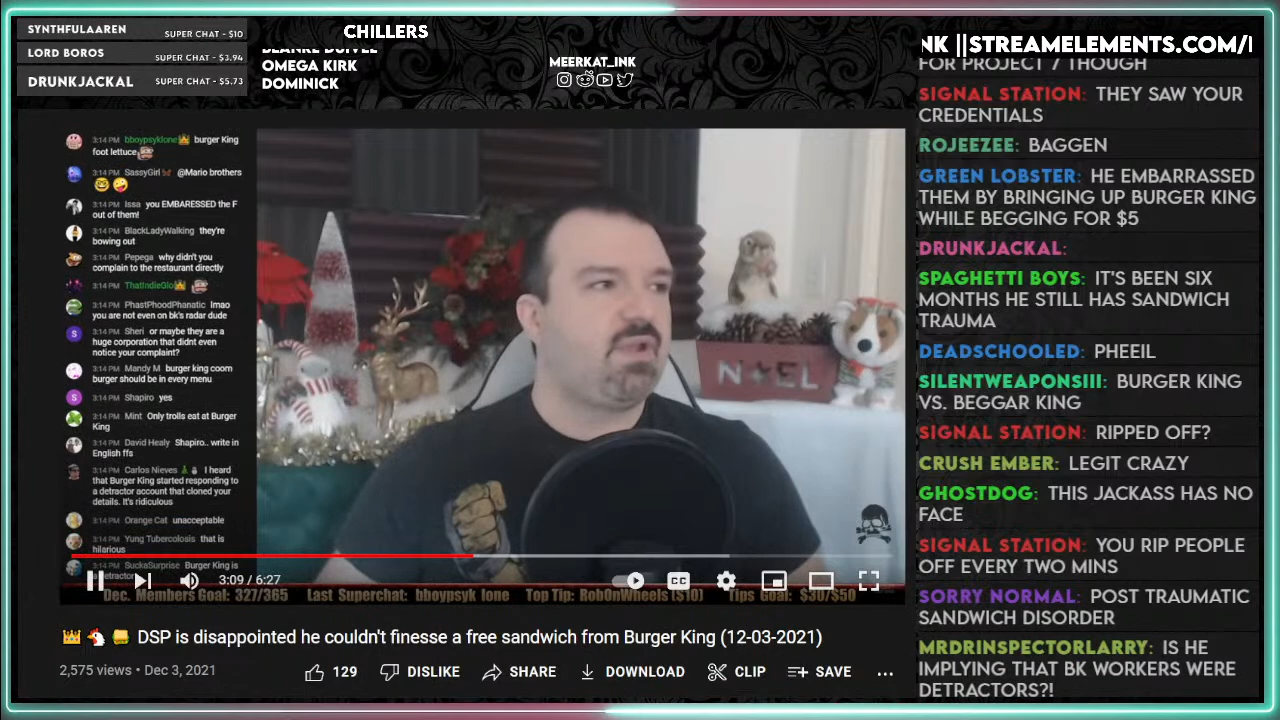 SYNTHFULAAREN SUPER CHAT - $10
LORD BOROS SUPER CHAT - $3.94
DRUNKJACKAL SUPER CHAT - $5.73
CHILLERS
BLANKE DUIVEL
OMEGA KIRK
DOMINICK
MEERKAT_INK
NK ||STREAMELEMENTS.COM/
3:14 PM bboypsyklone burger King
foot lettuce
3:14 PM SassyGirl @Mario brothers
3:14 PM Issa you EMBARESSED the F
out of them!
3:14 PM BlackLadyWalking they're
bowing out
3:14 PM Pepega why didn't you
complain to the restaurant directly
3:14 PM ThatIndieGlo
3:14 PM PhastPhoodPhanatic lmao
you are not even on bk's radar dude
S 3:14 PM Sheri or maybe they are a
huge corporation that didnt even
notice your complaint?
3:14 PM Mandy M burger king coom
burger should be in every menu
S 3:14 PM Shapiro yes
3:14 PM Mint Only trolls eat at Burger
King
3:14 PM David Healy Shapiro.. write in
English ffs
3:14 PM Carlos Nieves I heard
that Burger King started responding to
a detractor account that cloned your
details. It's ridiculous
3:14 PM Orange Cat unacceptable
3:14 PM Yung Tubercolosis that is
hilarious
3:14 PM SuckaSurprise Burger King is
a detractor
NOEL
3:09 / 6:27
CC
Dec. Members Goal: 327/365 Last Superchat: bboypsyk lone Top Tip: RobOnWheels ($10) Tips Goal: $30/$50
DSP is disappointed he couldn't finesse a free sandwich from Burger King (12-03-2021)
2,575 views • Dec 3, 2021
129 DISLIKE SHARE DOWNLOAD CLIP SAVE ...
FOR PROJECT 7 THOUGH
SIGNAL STATION: THEY SAW YOUR
CREDENTIALS
ROJEEZEE: BAGGEN
GREEN LOBSTER: HE EMBARRASSED
THEM BY BRINGING UP BURGER KING
WHILE BEGGING FOR $5
DRUNKJACKAL:
SPAGHETTI BOYS: IT'S BEEN SIX
MONTHS HE STILL HAS SANDWICH
TRAUMA
DEADSCHOOLED: PHEEIL
SILENTWEAPONSIII: BURGER KING
VS. BEGGAR KING
SIGNAL STATION: RIPPED OFF?
CRUSH EMBER: LEGIT CRAZY
GHOSTDOG: THIS JACKASS HAS NO
FACE
SIGNAL STATION: YOU RIP PEOPLE
OFF EVERY TWO MINS
SORRY NORMAL: POST TRAUMATIC
SANDWICH DISORDER
MRDRINSPECTORLARRY: IS HE
IMPLYING THAT BK WORKERS WERE
DETRACTORS?!